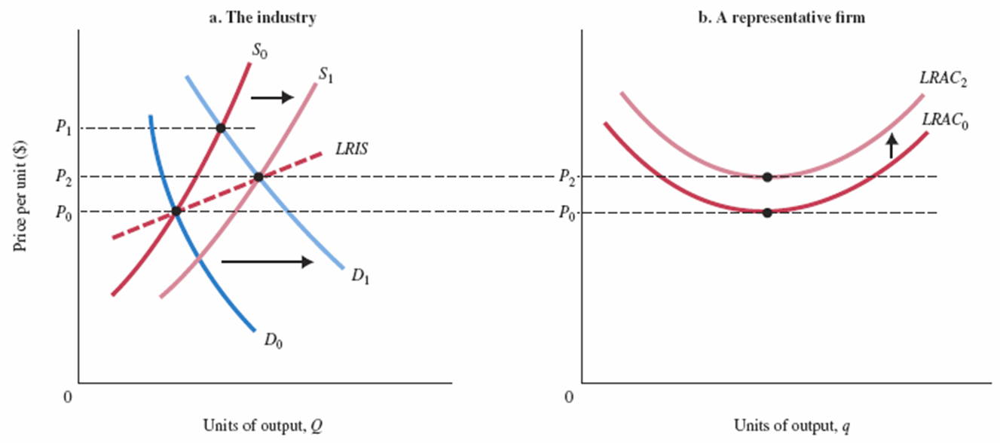 a. The industry
S₀
S₁
P₁
LRIS
P₂
P₀
D₁
D₀
Price per unit ($)
0
Units of output, Q
b. A representative firm
LRAC₂
LRAC₀
P₂
P₀
0
Units of output, q